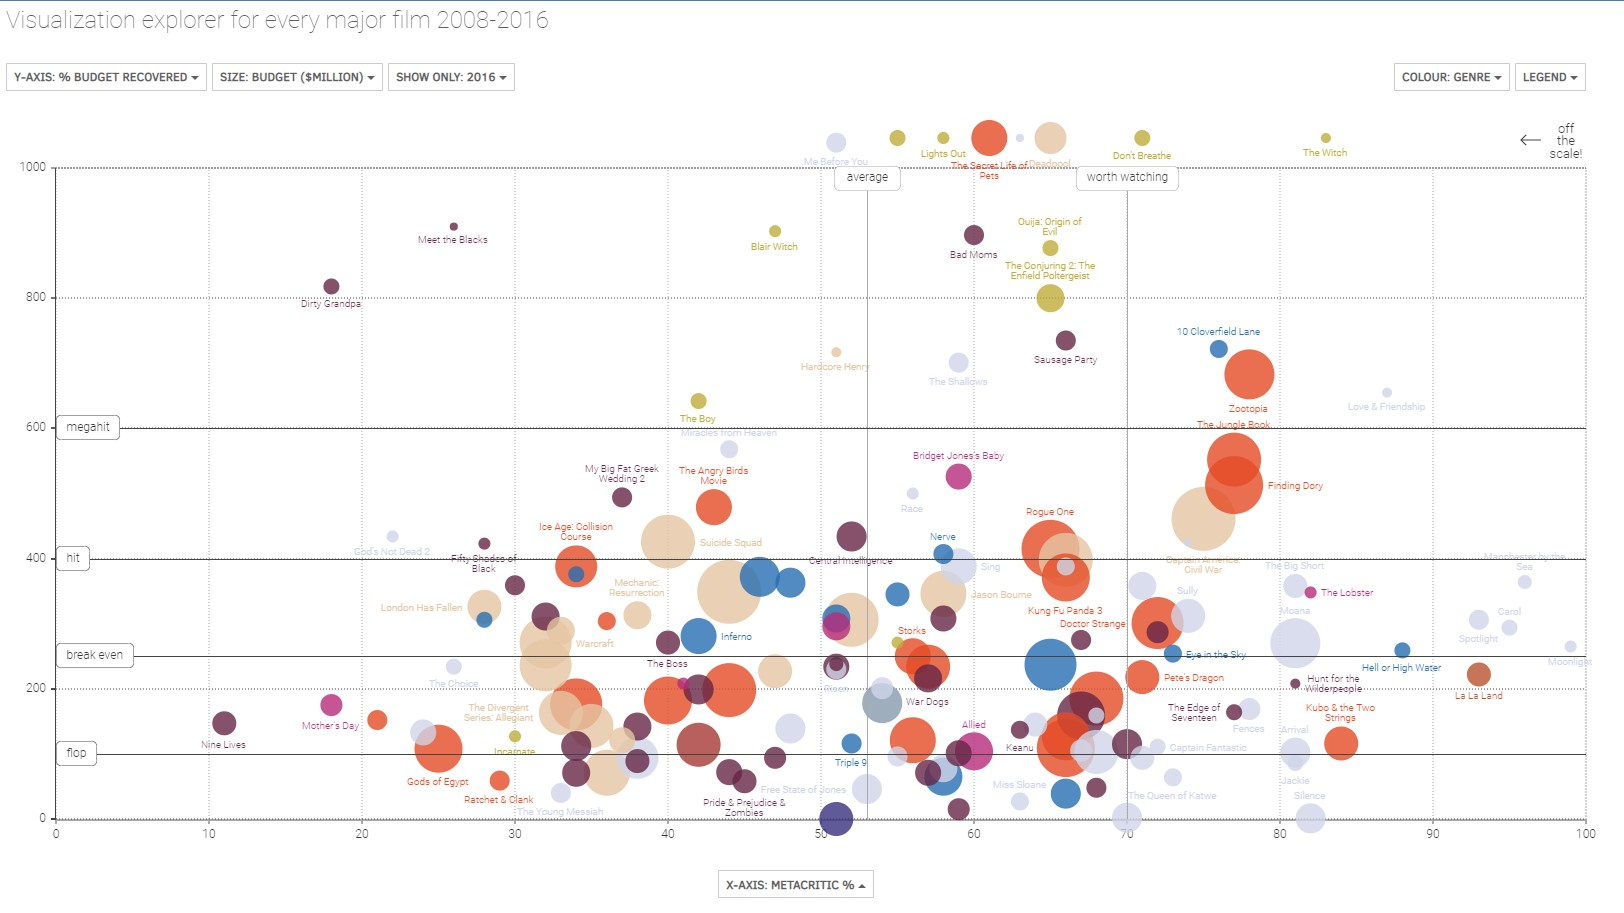 Visualization explorer for every major film 2008-2016
Y-AXIS: % BUDGET RECOVERED
SIZE: BUDGET ($MILLION)
SHOW ONLY: 2016
COLOUR: GENRE
LEGEND
off
the
scale!
Me Before You
Lights Out
The Secret Life of
Pets
Deadpool
Don't Breathe
The Witch
1000
average
worth watching
Meet the Blacks
Blair Witch
Bad Moms
Ouija: Origin of
Evil
The Conjuring 2: The
Enfield Poltergeist
Dirty Grandpa
800
10 Cloverfield Lane
Sausage Party
Hardcore Henry
The Shallows
Zootopia
Love & Friendship
The Boy
The Jungle Book
600
megahit
Miracles from Heaven
Bridget Jones's Baby
My Big Fat Greek
Wedding 2
The Angry Birds
Movie
Finding Dory
Race
Rogue One
Ice Age: Collision
Course
God's Not Dead 2
Suicide Squad
Nerve
400
hit
Fifty Shades of
Black
Central Intelligence
Sing
Captain America:
Civil War
The Big Short
Manchester by the
Sea
Mechanic:
Resurrection
Jason Bourne
Sully
The Lobster
London Has Fallen
Kung Fu Panda 3
Moana
Carol
Doctor Strange
Storks
Inferno
Warcraft
Spotlight
break even
The Boss
Eye in the Sky
Hell or High Water
Moonlight
The Choice
Risen
Pete's Dragon
Hunt for the
Wilderpeople
La La Land
200
War Dogs
The Divergent
Series: Allegiant
The Edge of
Seventeen
Kubo & the Two
Strings
Mother's Day
Allied
Fences
Arrival
Nine Lives
Keanu
Captain Fantastic
flop
Incarnate
Triple 9
Gods of Egypt
Jackie
Miss Sloane
Free State of Jones
Ratchet & Clank
The Queen of Katwe
Silence
Pride & Prejudice &
Zombies
The Young Messiah
0
0
10
20
30
40
50
60
70
80
90
100
X-AXIS: METACRITIC %